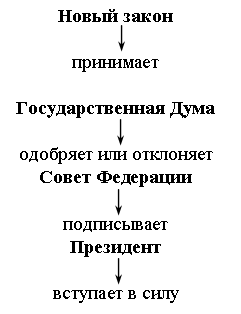 Новый закон
принимает
Государственная Дума
одобряет или отклоняет
Совет Федерации
подписывает
Президент
вступает в силу